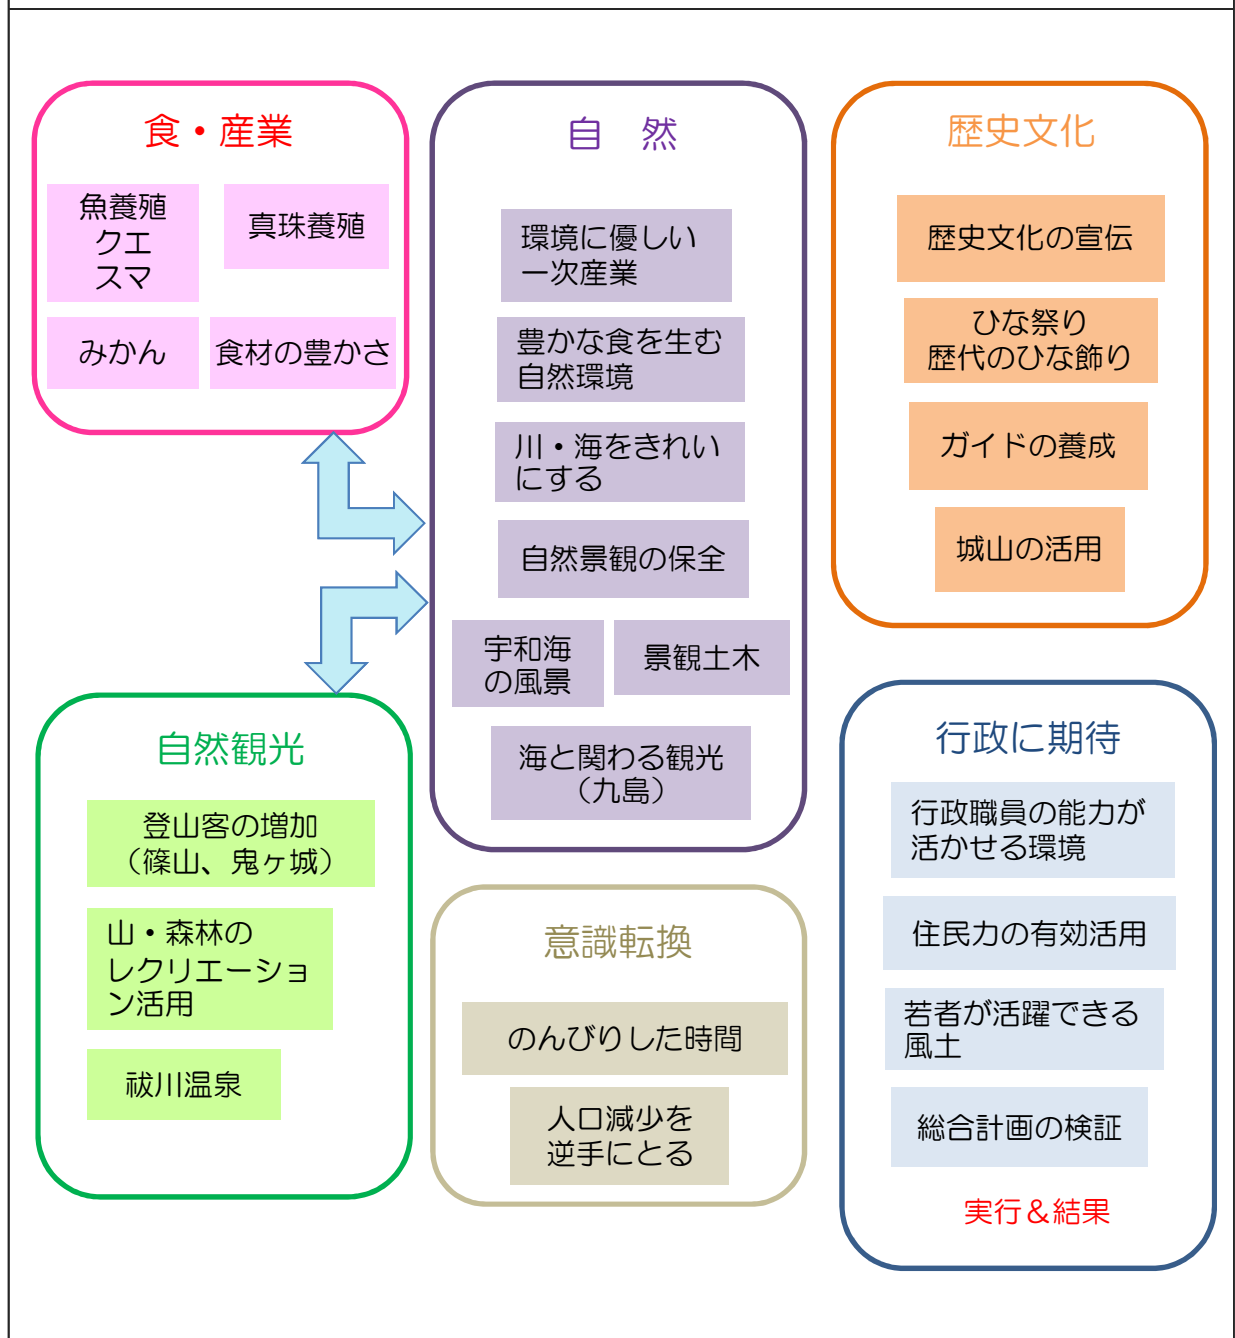 食・産業
魚養殖
クエ
スマ
真珠養殖
みかん
食材の豊かさ
自　然
環境に優しい
一次産業
豊かな食を生む
自然環境
川・海をきれい
にする
自然景観の保全
宇和海
の風景
景観土木
海と関わる観光
（九島）
歴史文化
歴史文化の宣伝
ひな祭り
歴代のひな飾り
ガイドの養成
城山の活用
自然観光
登山客の増加
（篠山、鬼ヶ城）
山・森林の
レクリエーショ
ン活用
祓川温泉
意識転換
のんびりした時間
人口減少を
逆手にとる
行政に期待
行政職員の能力が
活かせる環境
住民力の有効活用
若者が活躍できる
風土
総合計画の検証
実行＆結果